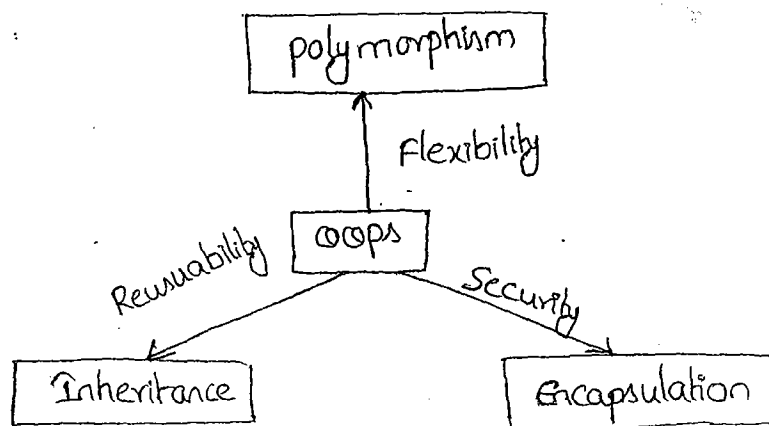 polymorphism
Flexibility
OOPS
Reusuability
Security
Inheritance
Encapsulation